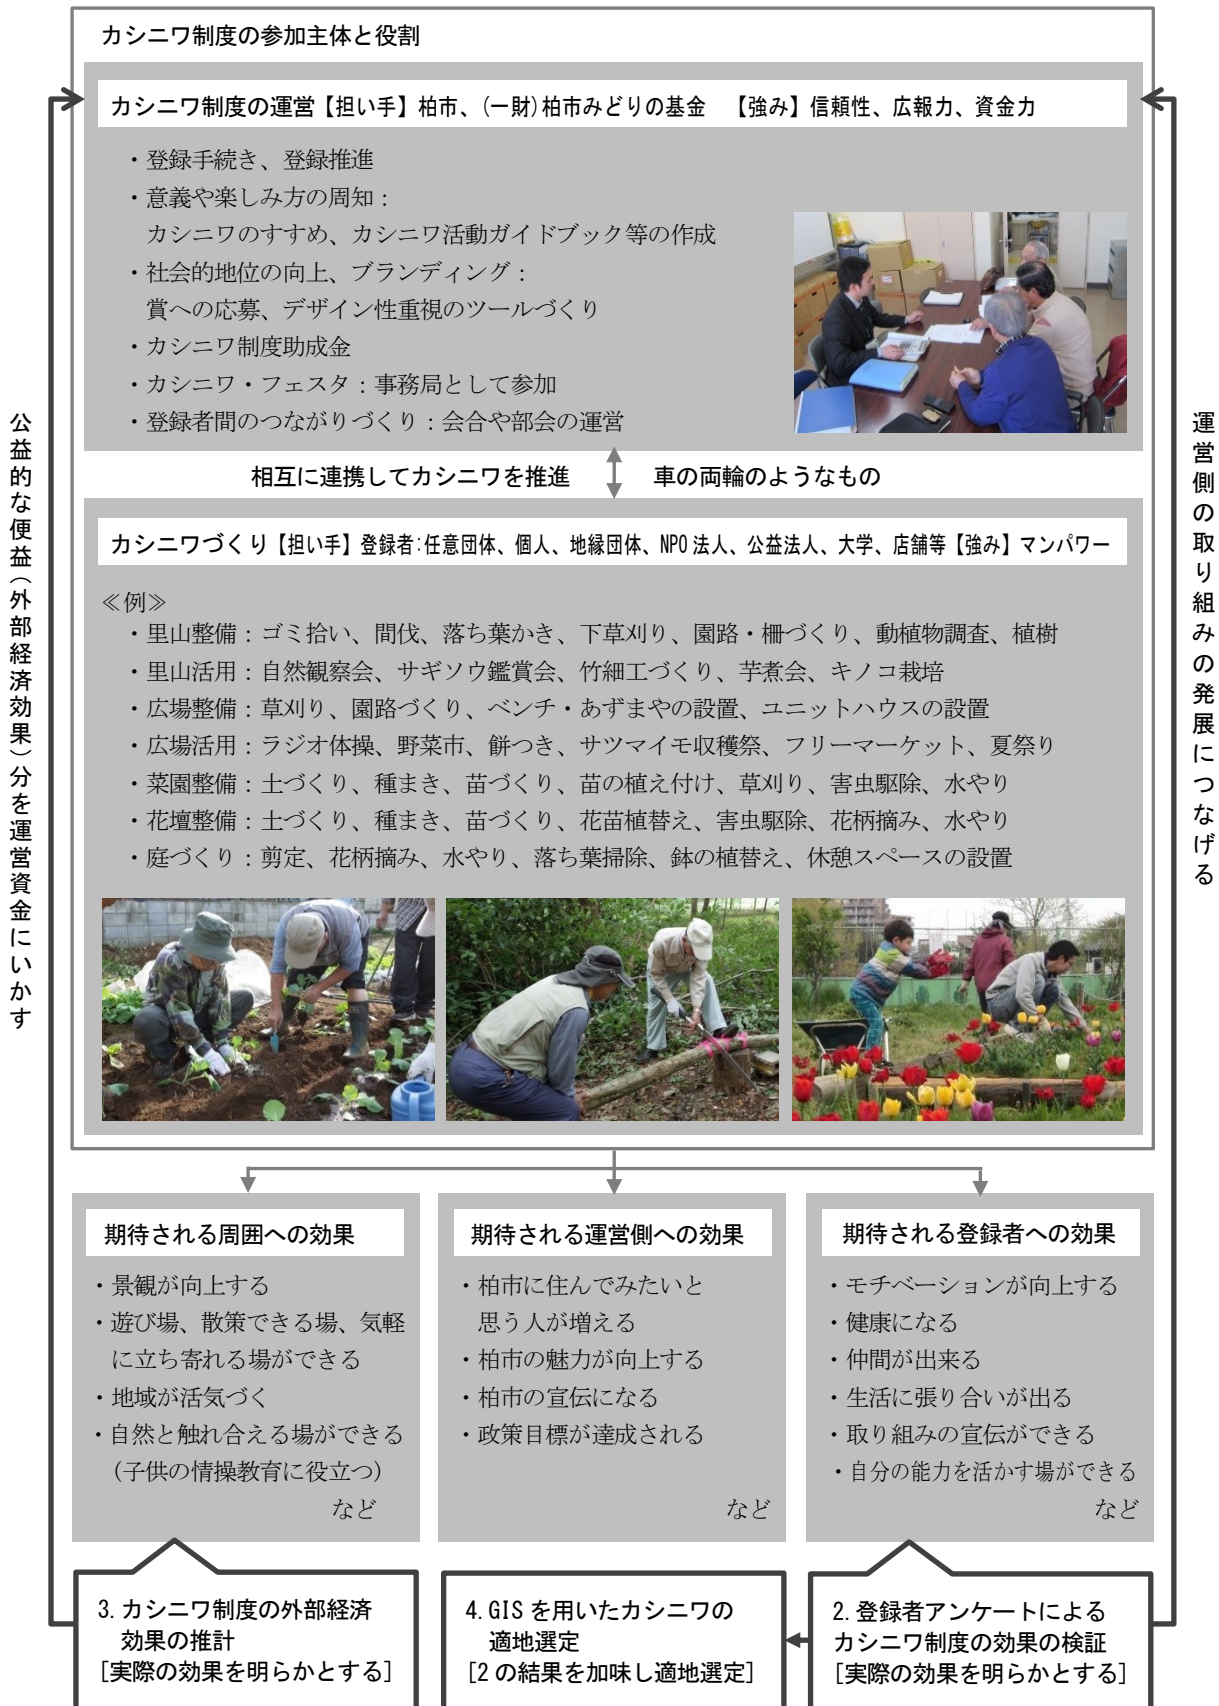 カシニワ制度の参加主体と役割
カシニワ制度の運営【担い手】柏市、(一財)柏市みどりの基金　【強み】信頼性、広報力、資金力
・登録手続き、登録推進
・意義や楽しみ方の周知：
カシニワのすすめ、カシニワ活動ガイドブック等の作成
・社会的地位の向上、ブランディング：
賞への応募、デザイン性重視のツールづくり
・カシニワ制度助成金
・カシニワ・フェスタ：事務局として参加
・登録者間のつながりづくり：会合や部会の運営
相互に連携してカシニワを推進　車の両輪のようなもの
カシニワづくり【担い手】登録者:任意団体、個人、地縁団体、NPO法人、公益法人、大学、店舗等【強み】マンパワー
≪例≫
・里山整備：ゴミ拾い、間伐、落ち葉かき、下草刈り、園路・柵づくり、動植物調査、植樹
・里山活用：自然観察会、サギソウ鑑賞会、竹細工づくり、芋煮会、キノコ栽培
・広場整備：草刈り、園路づくり、ベンチ・あずまやの設置、ユニットハウスの設置
・広場活用：ラジオ体操、野菜市、餅つき、サツマイモ収穫祭、フリーマーケット、夏祭り
・菜園整備：土づくり、種まき、苗づくり、苗の植え付け、草刈り、害虫駆除、水やり
・花壇整備：土づくり、種まき、苗づくり、花苗植替え、害虫駆除、花柄摘み、水やり
・庭づくり：剪定、花柄摘み、水やり、落ち葉掃除、鉢の植替え、休憩スペースの設置
公益的な便益（外部経済効果）分を運営資金にいかす
運営側の取り組みの発展につなげる
期待される周囲への効果
・景観が向上する
・遊び場、散策できる場、気軽
に立ち寄れる場ができる
・地域が活気づく
・自然と触れ合える場ができる
（子供の情操教育に役立つ）
など
期待される運営側への効果
・柏市に住んでみたいと
思う人が増える
・柏市の魅力が向上する
・柏市の宣伝になる
・政策目標が達成される
など
期待される登録者への効果
・モチベーションが向上する
・健康になる
・仲間が出来る
・生活に張り合いが出る
・取り組みの宣伝ができる
・自分の能力を活かす場ができる
など
3.カシニワ制度の外部経済
効果の推計
[実際の効果を明らかとする]
4.GISを用いたカシニワの
適地選定
[2の結果を加味し適地選定]
2.登録者アンケートによる
カシニワ制度の効果の検証
[実際の効果を明らかとする]